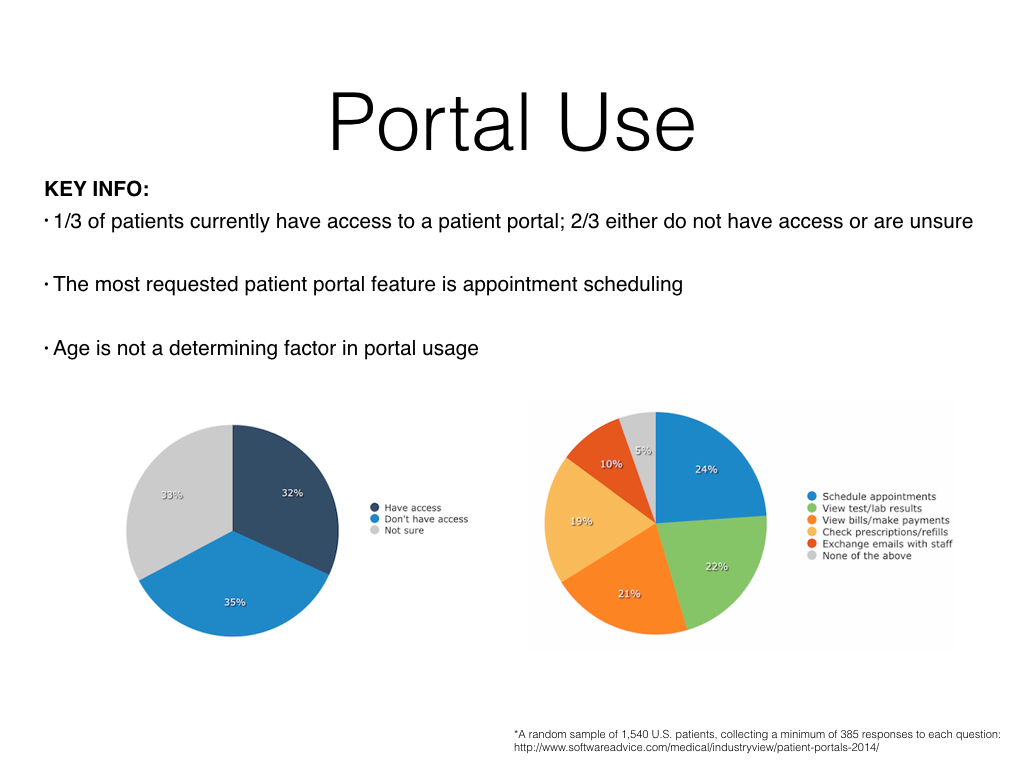 Portal Use
KEY INFO:
· 1/3 of patients currently have access to a patient portal; 2/3 either do not have access or are unsure
· The most requested patient portal feature is appointment scheduling
· Age is not a determining factor in portal usage
33%
32%
35%
Have access
Don't have access
Not sure
5%
10%
24%
19%
22%
21%
Schedule appointments
View test/lab results
View bills/make payments
Check prescriptions/refills
Exchange emails with staff
None of the above
*A random sample of 1,540 U.S. patients, collecting a minimum of 385 responses to each question:
http://www.softwareadvice.com/medical/industryview/patient-portals-2014/